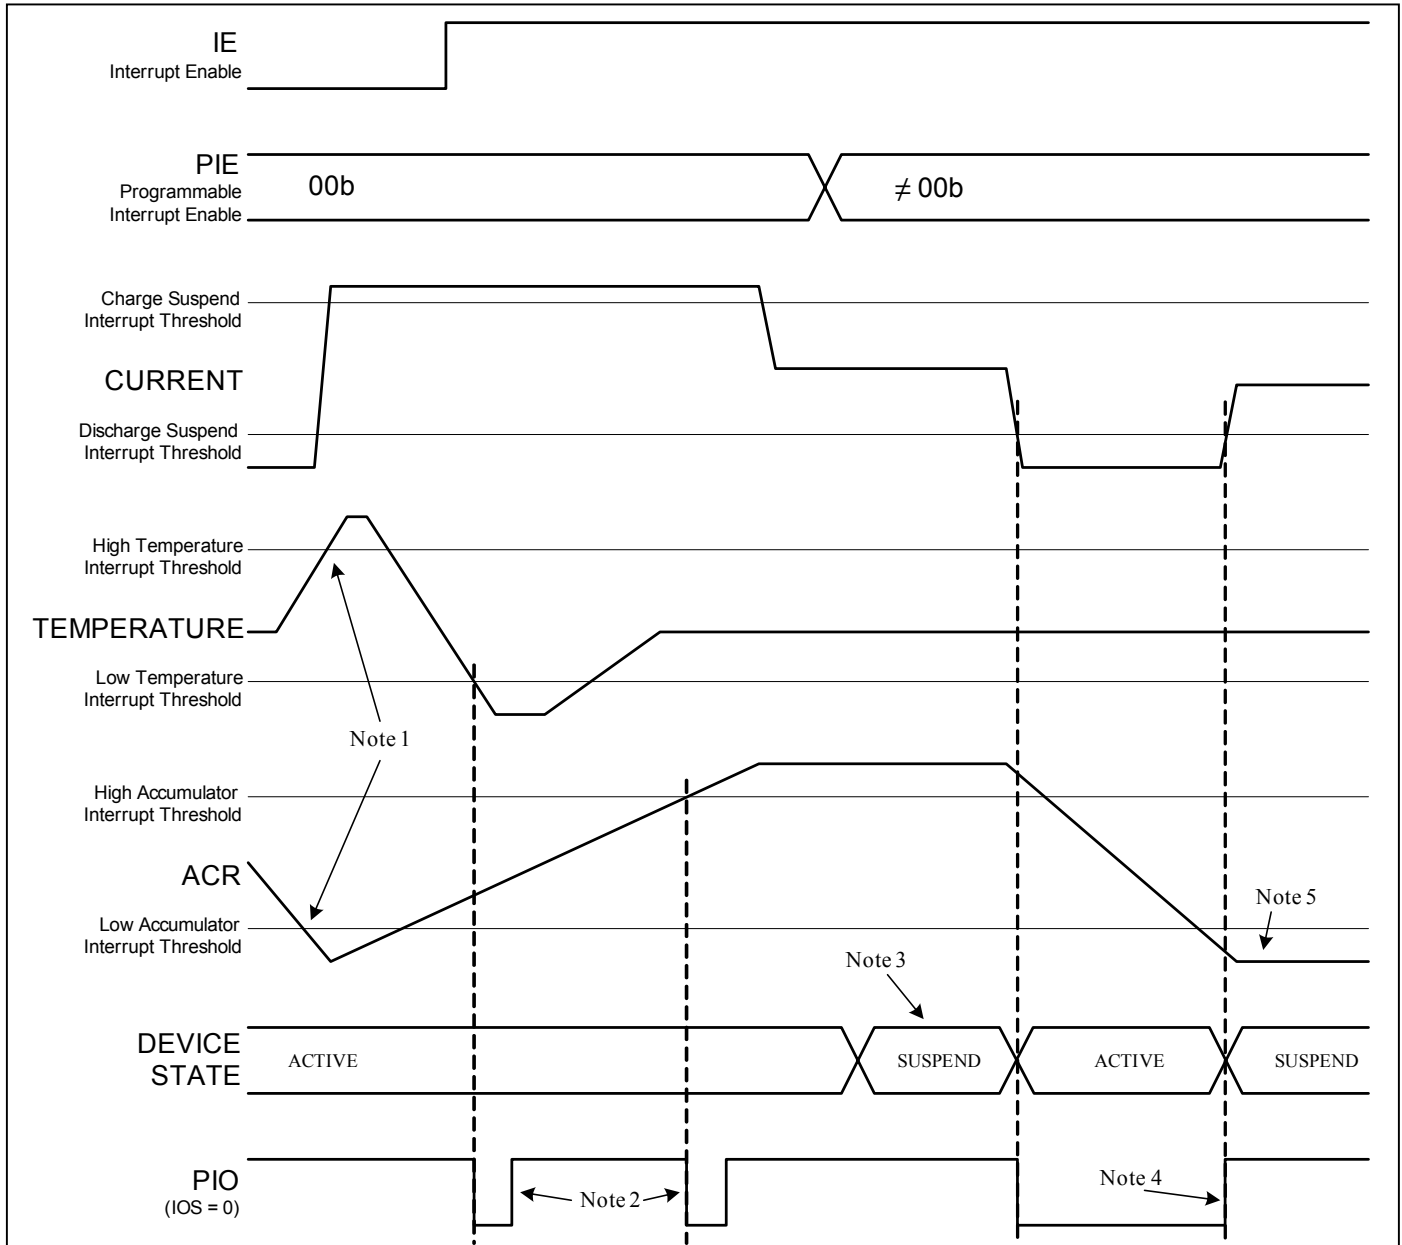 IE
Interrupt Enable
PIE
Programmable
Interrupt Enable
00b
≠ 00b
Charge Suspend
Interrupt Threshold
CURRENT
Discharge Suspend
Interrupt Threshold
High Temperature
Interrupt Threshold
TEMPERATURE
Low Temperature
Interrupt Threshold
Note 1
High Accumulator
Interrupt Threshold
ACR
Low Accumulator
Interrupt Threshold
Note 5
Note 3
DEVICE
STATE
ACTIVE
SUSPEND
ACTIVE
SUSPEND
PIO
(IOS = 0)
Note 2
Note 4